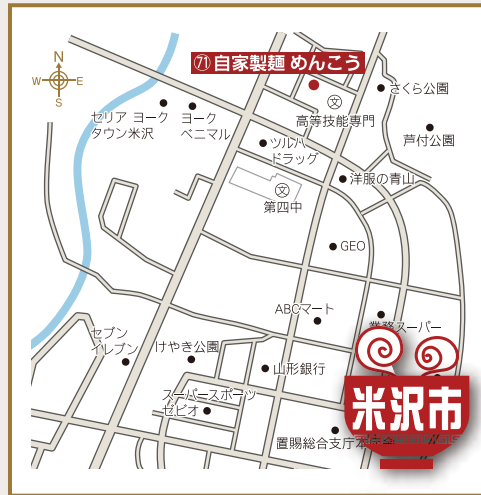 N
W
E
S
㉛自家製麺 めんこう
さくら公園
文
高等技能専門
セリア ヨーク
タウン米沢
ヨーク
ベニマル
芦付公園
ツルハ
ドラッグ
洋服の青山
文
第四中
GEO
ABCマート
業務スーパー
セブン
イレブン
けやき公園
山形銀行
スーパースポーツ
ゼビオ
米沢市
置賜総合支庁